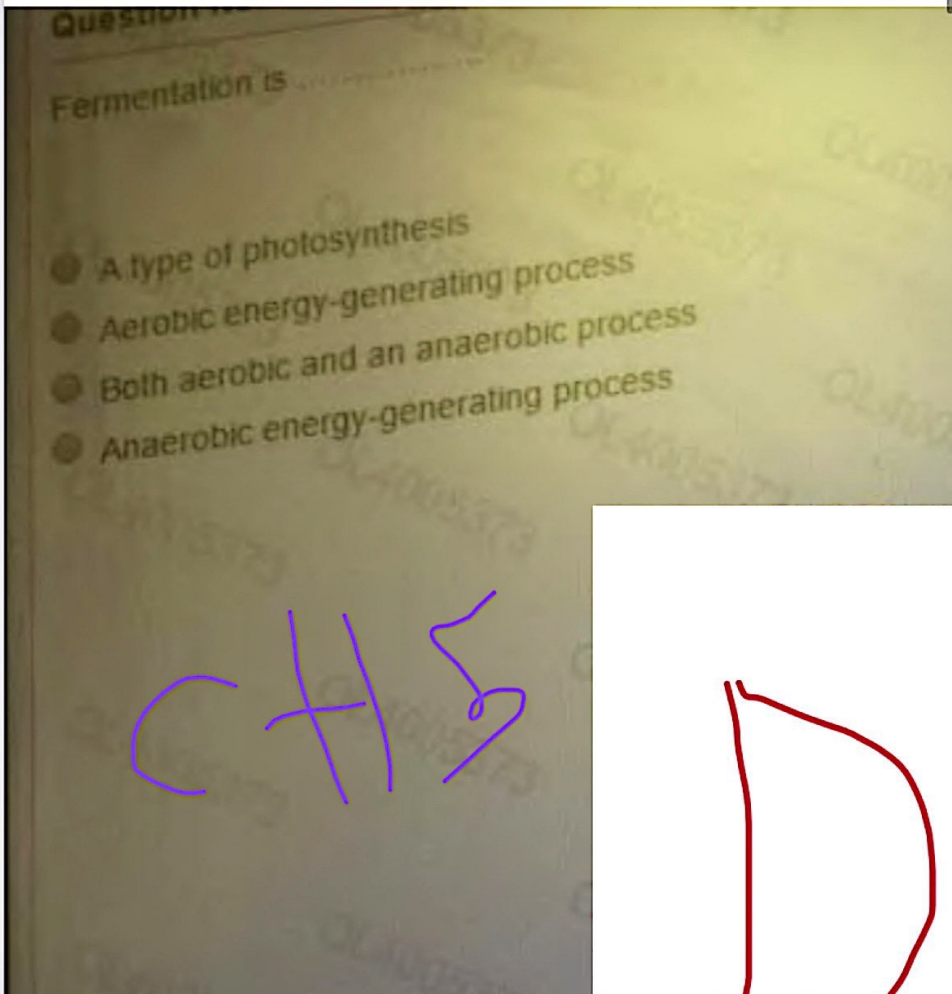 Question
Fermentation is ....................
A type of photosynthesis
Aerobic energy-generating process
Both aerobic and an anaerobic process
Anaerobic energy-generating process
CH5
D